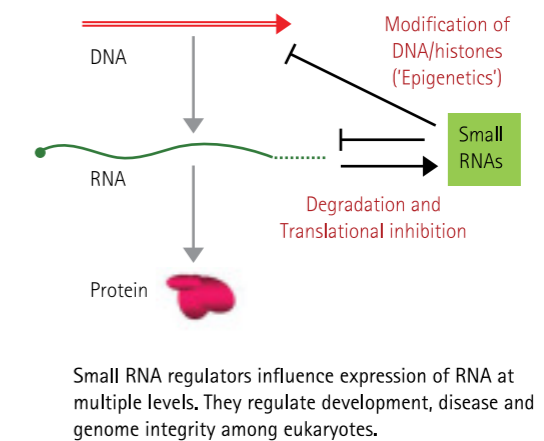 Modification of
DNA/histones
('Epigenetics')
DNA
Small
RNAs
RNA
Degradation and
Translational inhibition
Protein
Small RNA regulators influence expression of RNA at
multiple levels. They regulate development, disease and
genome integrity among eukaryotes.